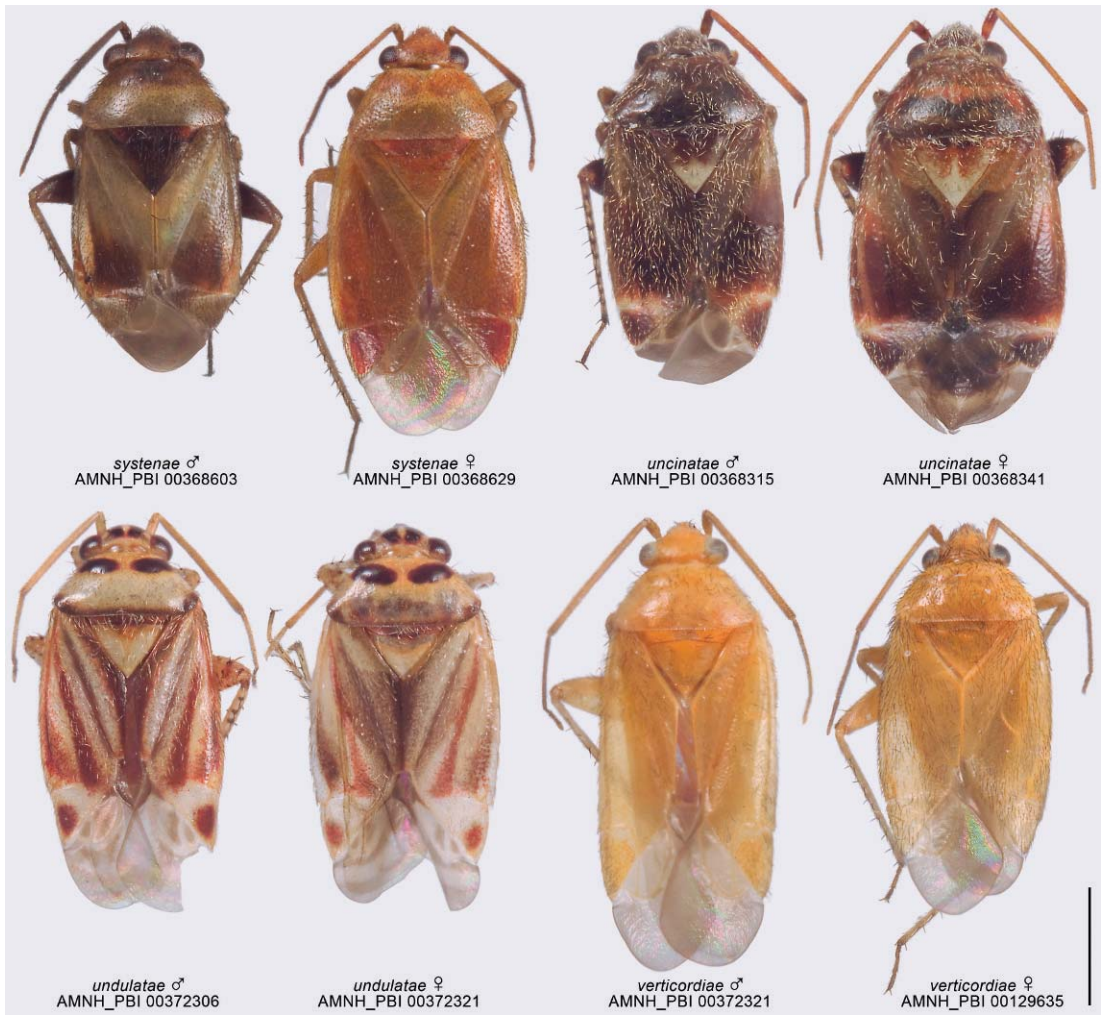 systenae ♂
AMNH_PBI 00368603
systenae ♀
AMNH_PBI 00368629
uncinatae ♂
AMNH_PBI 00368315
uncinatae ♀
AMNH_PBI 00368341
undulatae ♂
AMNH_PBI 00372306
undulatae ♀
AMNH_PBI 00372321
verticordiae ♂
AMNH_PBI 00372321
verticordiae ♀
AMNH_PBI 00129635